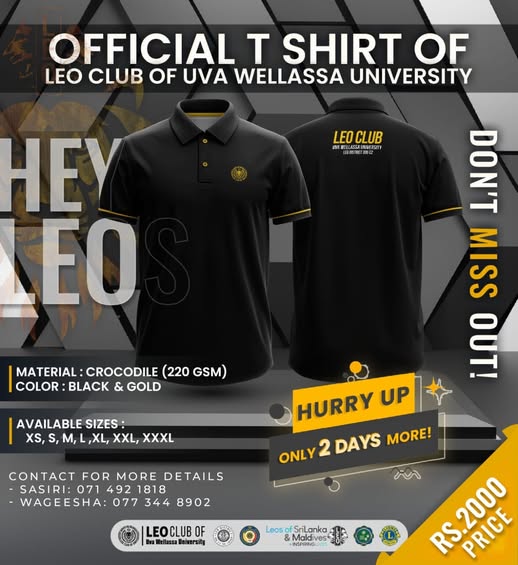 OFFICIAL T SHIRT OF
LEO CLUB OF UVA WELLASSA UNIVERSITY
HEY
LEOS
LEO CLUB
UVA WELLASSA UNIVERSITY
DON'T MISS OUT!
MATERIAL : CROCODILE (220 GSM)
COLOR : BLACK & GOLD
AVAILABLE SIZES :
XS, S, M, L ,XL, XXL, XXXL
HURRY UP
ONLY 2 DAYS MORE!
CONTACT FOR MORE DETAILS
- SASIRI: 071 492 1818
- WAGEESHA: 077 344 8902
RS.2000
PRICE
LEO CLUB OF
Uva Wellassa University
Leos of SriLanka
& Maldives